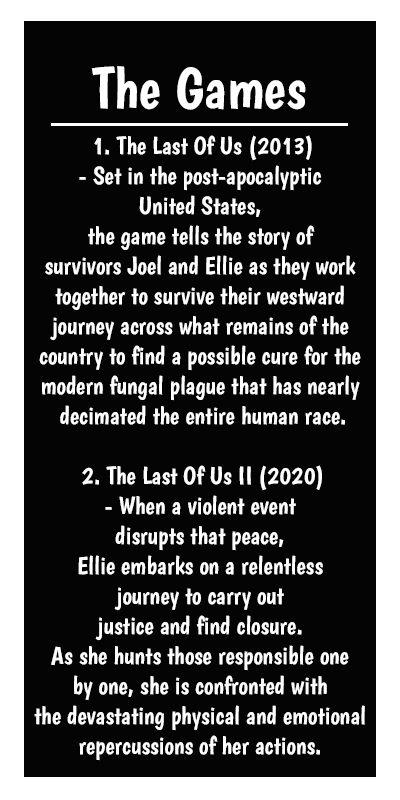 The Games
1. The Last Of Us (2013)
- Set in the post-apocalyptic
United States,
the game tells the story of
survivors Joel and Ellie as they work
together to survive their westward
journey across what remains of the
country to find a possible cure for the
modern fungal plague that has nearly
decimated the entire human race.
2. The Last Of Us II (2020)
- When a violent event
disrupts that peace,
Ellie embarks on a relentless
journey to carry out
justice and find closure.
As she hunts those responsible one
by one, she is confronted with
the devastating physical and emotional
repercussions of her actions.